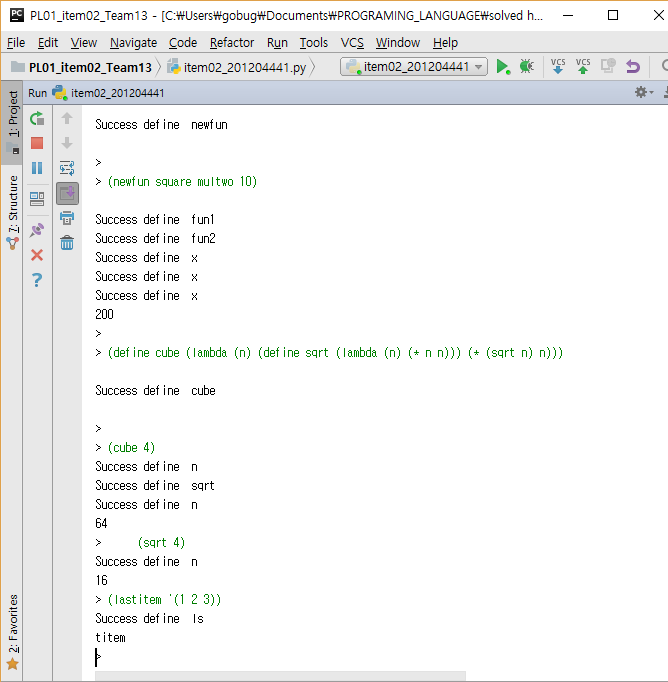 PL01_item02_Team13 - [C:₩Users₩gobug₩Documents₩PROGRAMING_LANGUAGE₩solved h...
File Edit View Navigate Code Refactor Run Tools VCS Window Help
PL01_item02_Team13 item02_201204441.py item02_201204441 VCS VCS
Run item02_201204441
1: Project
7: Structure
2: Favorites
Success define newfun
>
> (newfun square multwo 10)
Success define fun1
Success define fun2
Success define x
Success define x
Success define x
200
>
> (define cube (lambda (n) (define sqrt (lambda (n) (* n n))) (* (sqrt n) n)))
Success define cube
>
> (cube 4)
Success define n
Success define sqrt
Success define n
64
> (sqrt 4)
Success define n
16
> (lastitem '(1 2 3))
Success define ls
titem
>